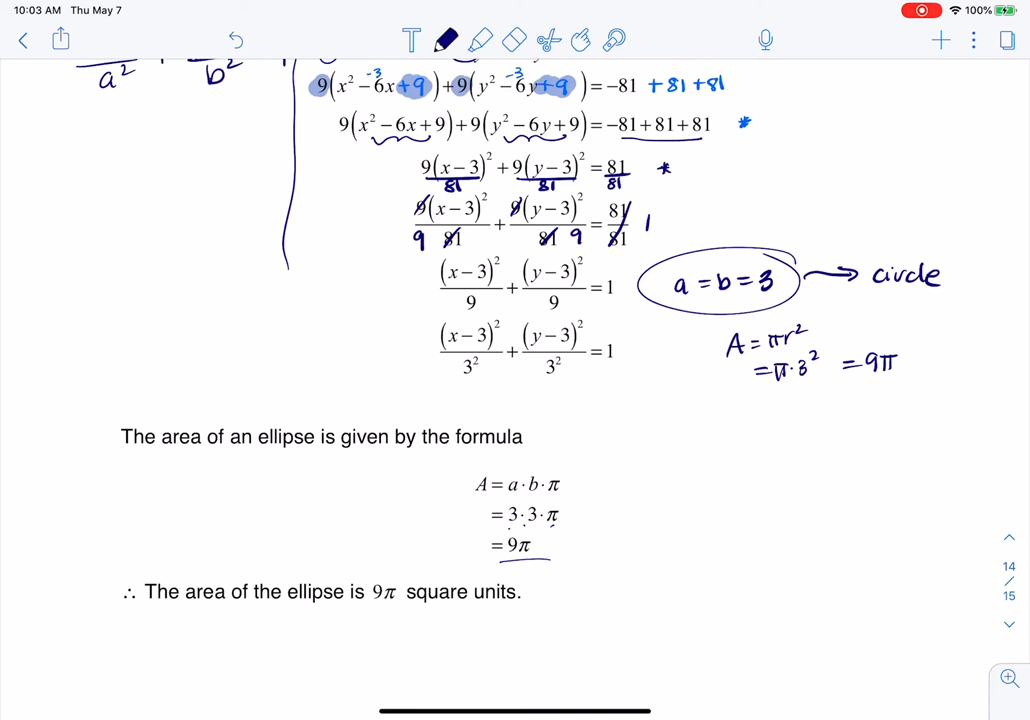 10:03 AM Thu May 7
100%
T
a² b²
-3 -3
9(x² − 6x +9) + 9(y² − 6y +9) = −81 +81 +81
9(x² − 6x + 9) + 9(y² − 6y + 9) = −81 + 81 + 81 *
9(x − 3)² + 9(y − 3)² = 81 *
81 81 81
9(x − 3)²/81 + 9(y − 3)²/81 = 81/81 1
9 9
(x − 3)²/9 + (y − 3)²/9 = 1
a = b = 3 → circle
(x − 3)²/3² + (y − 3)²/3² = 1
A = πr²
= π · 3² = 9π
The area of an ellipse is given by the formula
A = a · b · π
= 3 · 3 · π
= 9π
∴ The area of the ellipse is 9π square units.
14
/
15